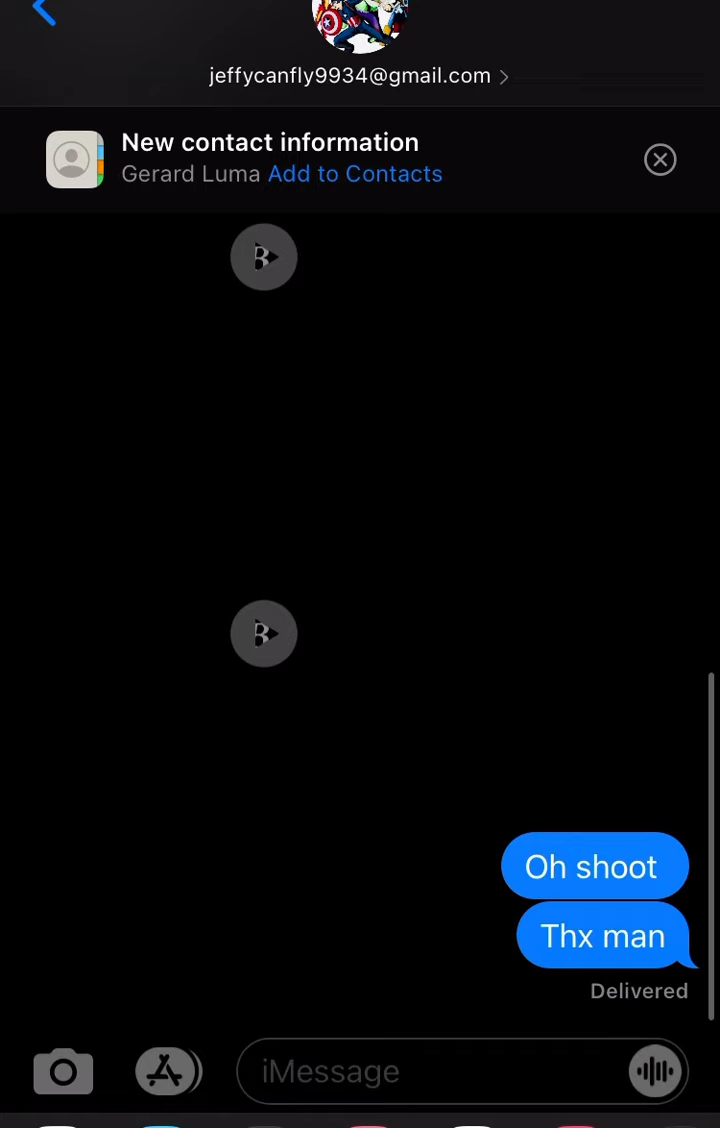 jeffycanfly9934@gmail.com
New contact information
Gerard Luma Add to Contacts
B
B
Oh shoot
Thx man
Delivered
iMessage